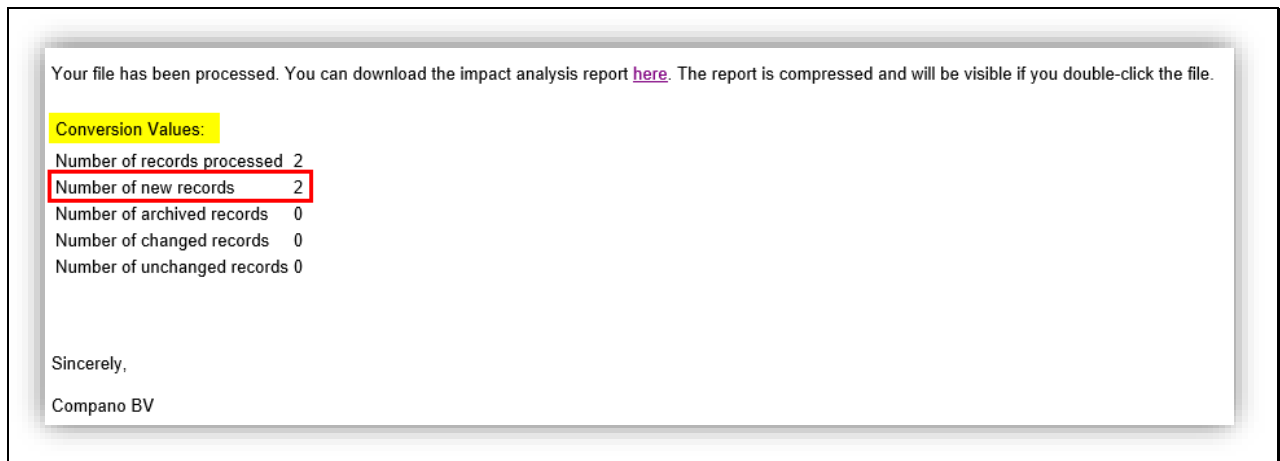 Your file has been processed. You can download the impact analysis report here. The report is compressed and will be visible if you double-click the file.
Conversion Values:
Number of records processed 2
Number of new records 2
Number of archived records 0
Number of changed records 0
Number of unchanged records 0
Sincerely,
Compano BV